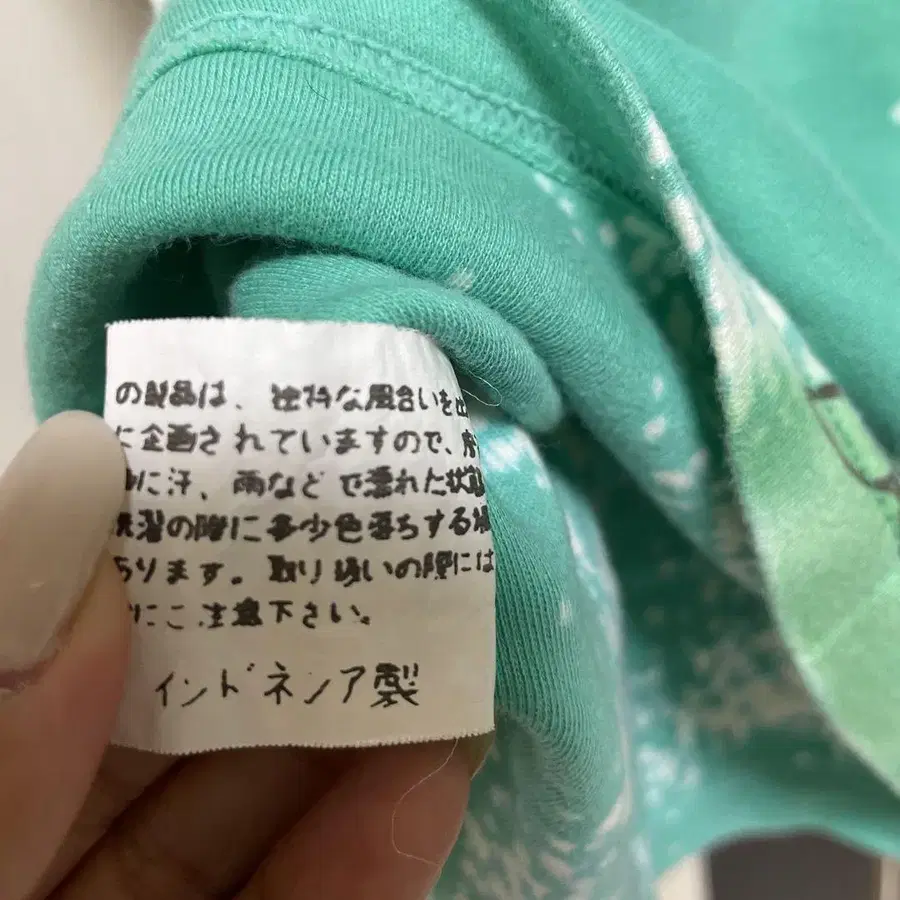 の製品は、独特な風合いを出
に企画されていますので、摩
に汗、雨などで濡れた状態
洗濯の際に多少色落ちする場
あります。取り扱いの際には
にご注意下さい。
インドネシア製